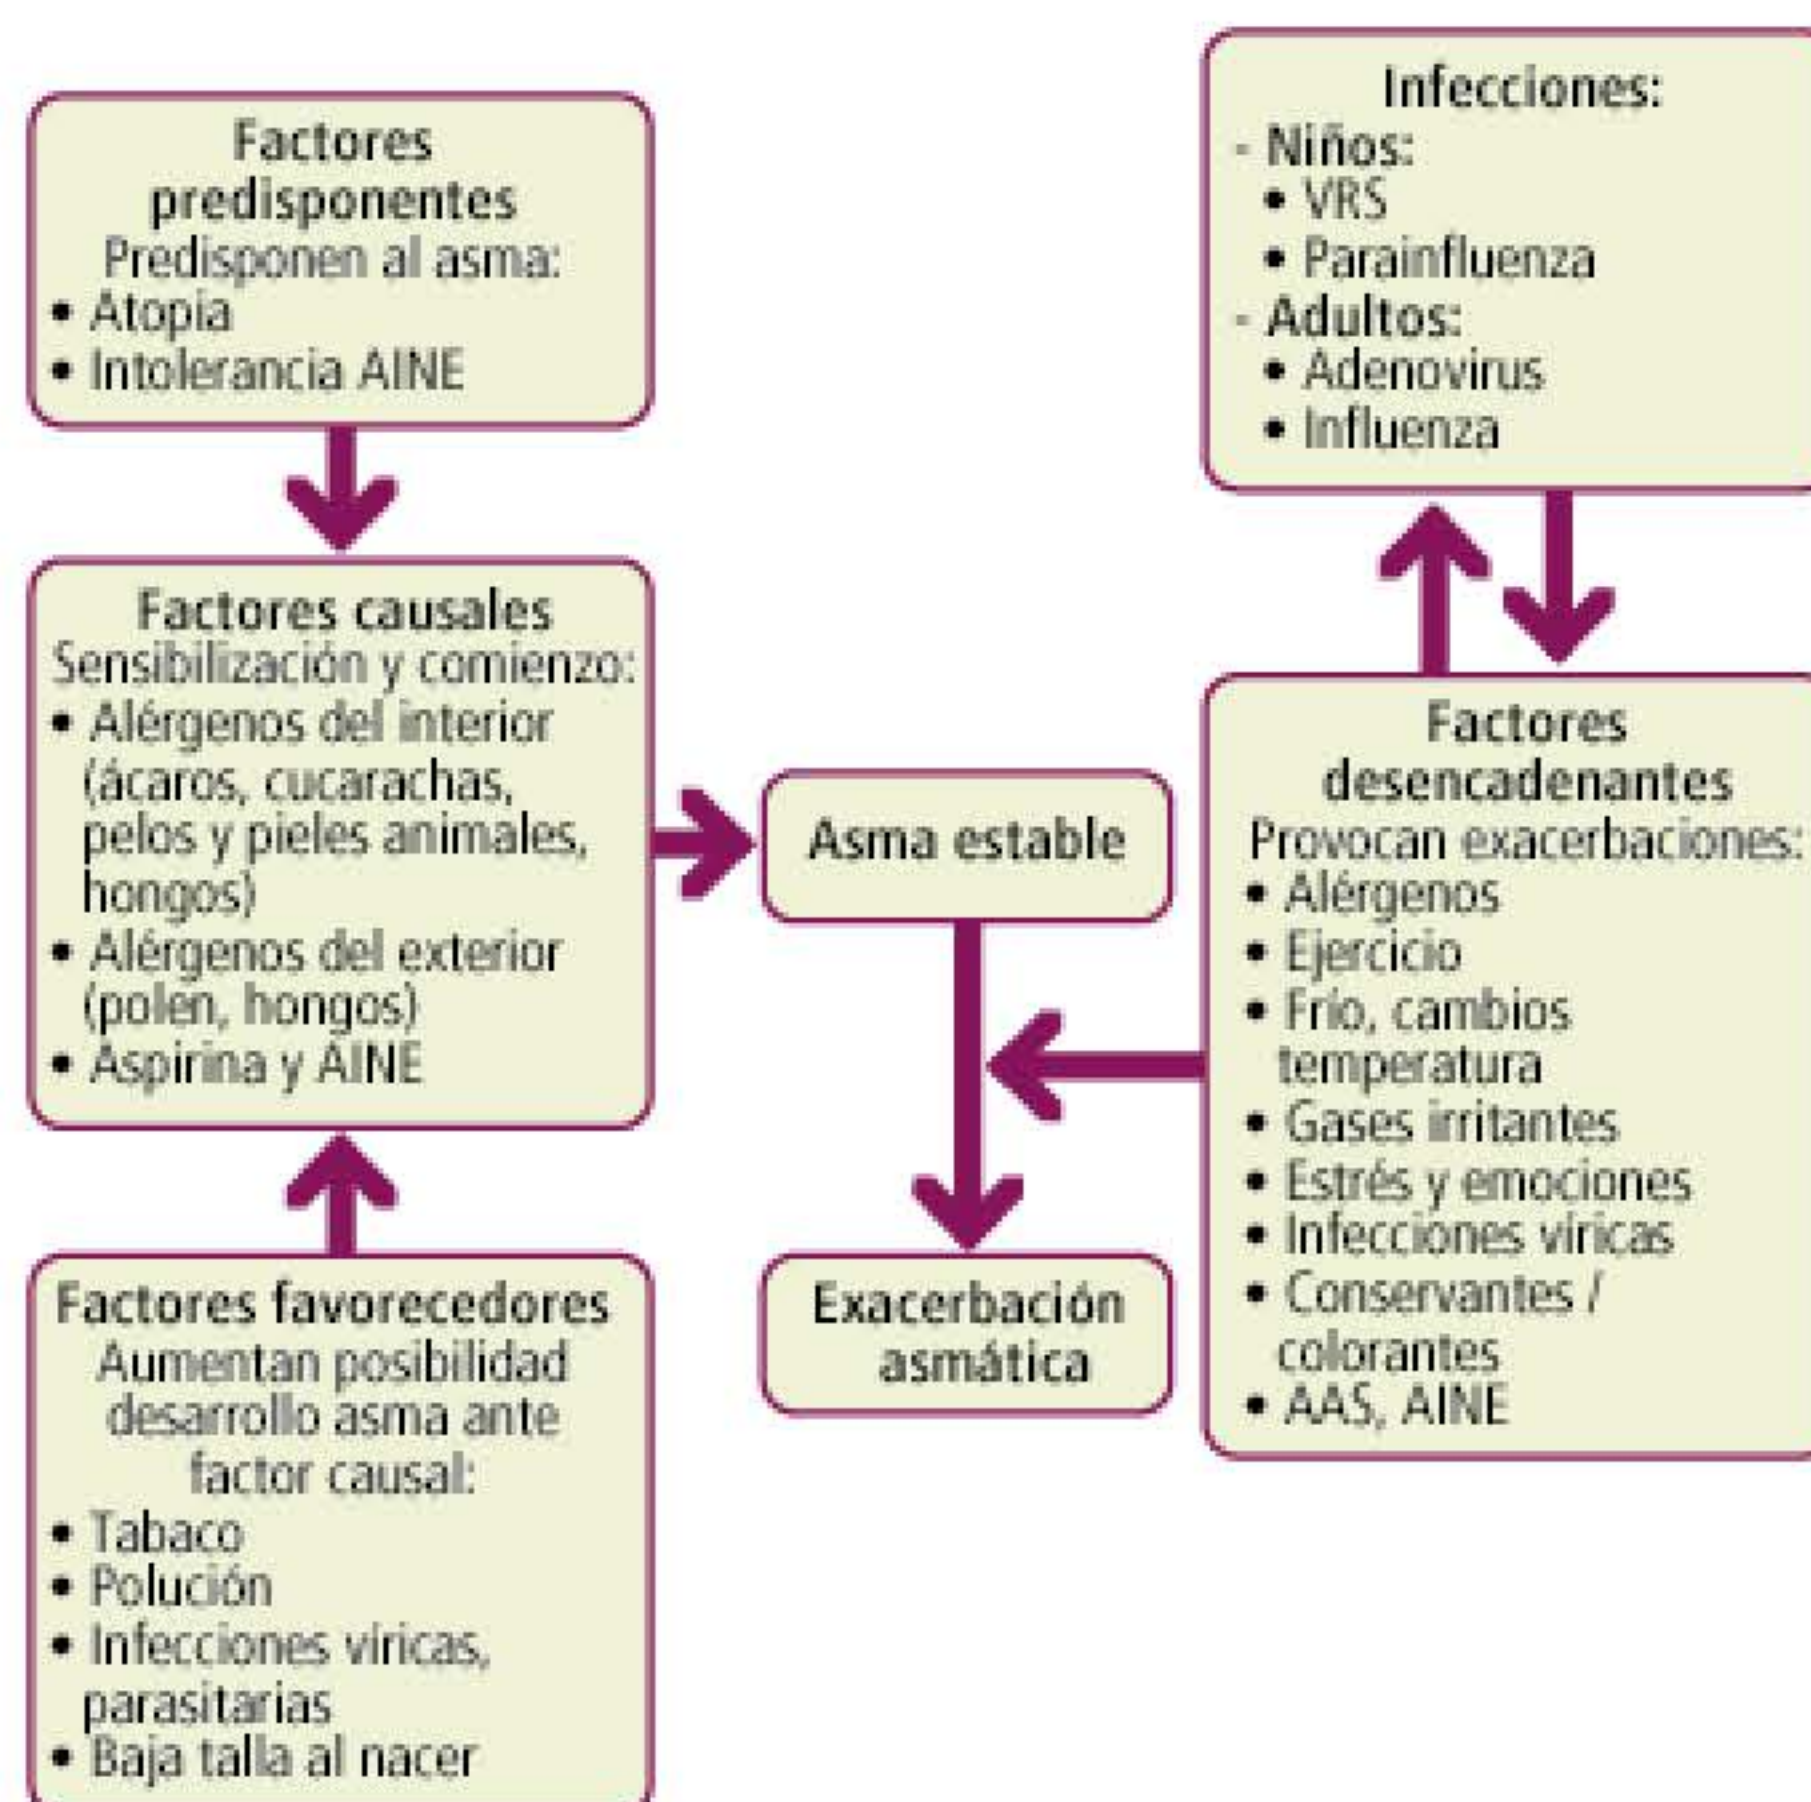 Factores
predisponentes
Predisponen al asma:
• Atopia
• Intolerancia AINE
Factores causales
Sensibilización y comienzo:
• Alérgenos del interior
(ácaros, cucarachas,
pelos y pieles animales,
hongos)
• Alérgenos del exterior
(polen, hongos)
• Aspirina y AINE
Factores favorecedores
Aumentan posibilidad
desarrollo asma ante
factor causal:
• Tabaco
• Polución
• Infecciones víricas,
parasitarias
• Baja talla al nacer
Asma estable
Exacerbación
asmática
Infecciones:
- Niños:
• VRS
• Parainfluenza
- Adultos:
• Adenovirus
• Influenza
Factores
desencadenantes
Provocan exacerbaciones:
• Alérgenos
• Ejercicio
• Frío, cambios
temperatura
• Gases irritantes
• Estrés y emociones
• Infecciones víricas
• Conservantes /
colorantes
• AAS, AINE